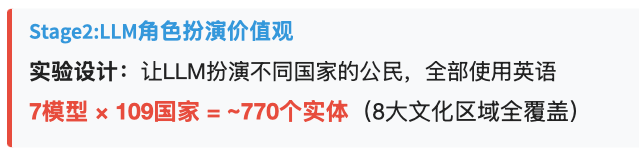 Stage2:LLM角色扮演价值观
实验设计：让LLM扮演不同国家的公民，全部使用英语
7模型 × 109国家 = ~770个实体（8大文化区域全覆盖）